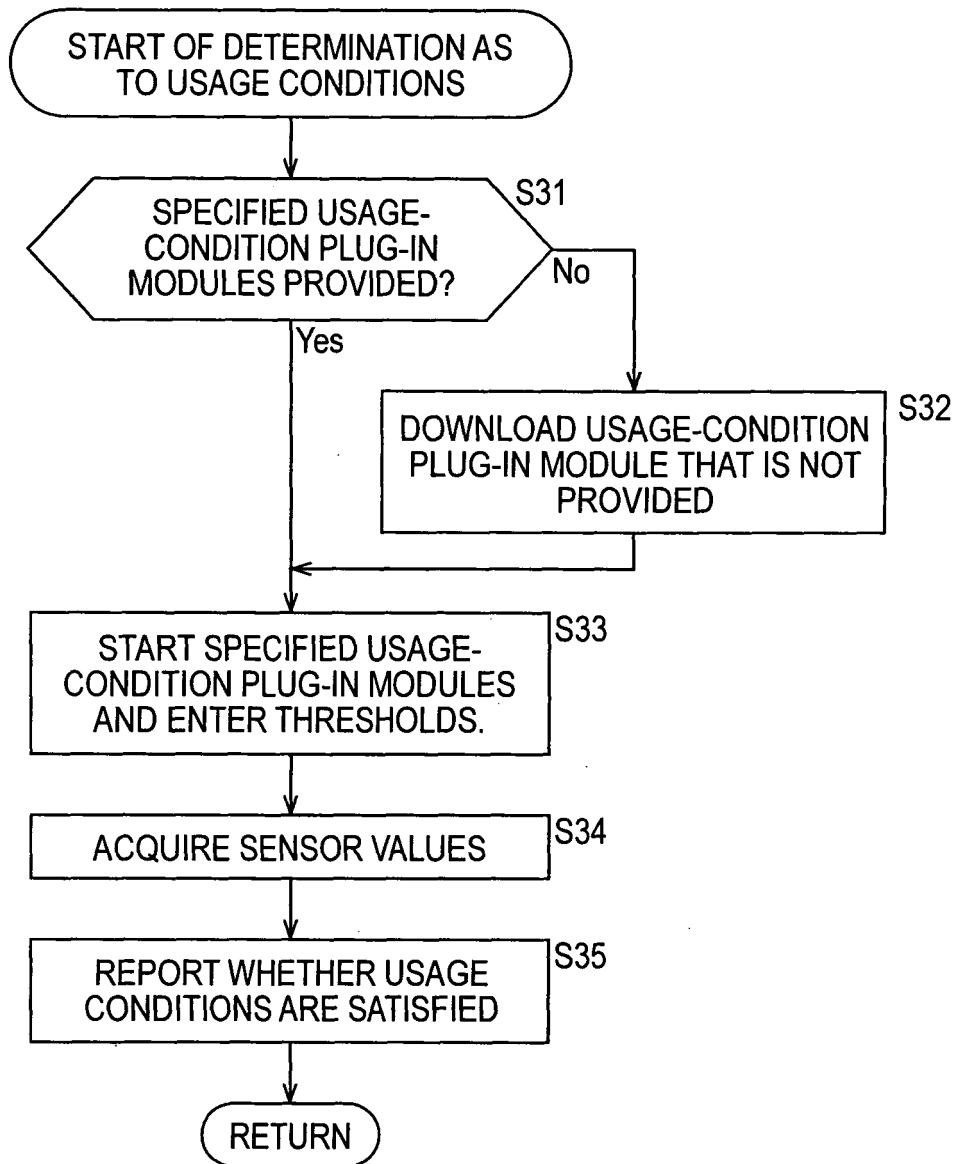 START OF DETERMINATION AS
TO USAGE CONDITIONS
S31
SPECIFIED USAGE-
CONDITION PLUG-IN
MODULES PROVIDED?
No
Yes
S32
DOWNLOAD USAGE-CONDITION
PLUG-IN MODULE THAT IS NOT
PROVIDED
S33
START SPECIFIED USAGE-
CONDITION PLUG-IN MODULES
AND ENTER THRESHOLDS.
S34
ACQUIRE SENSOR VALUES
S35
REPORT WHETHER USAGE
CONDITIONS ARE SATISFIED
RETURN